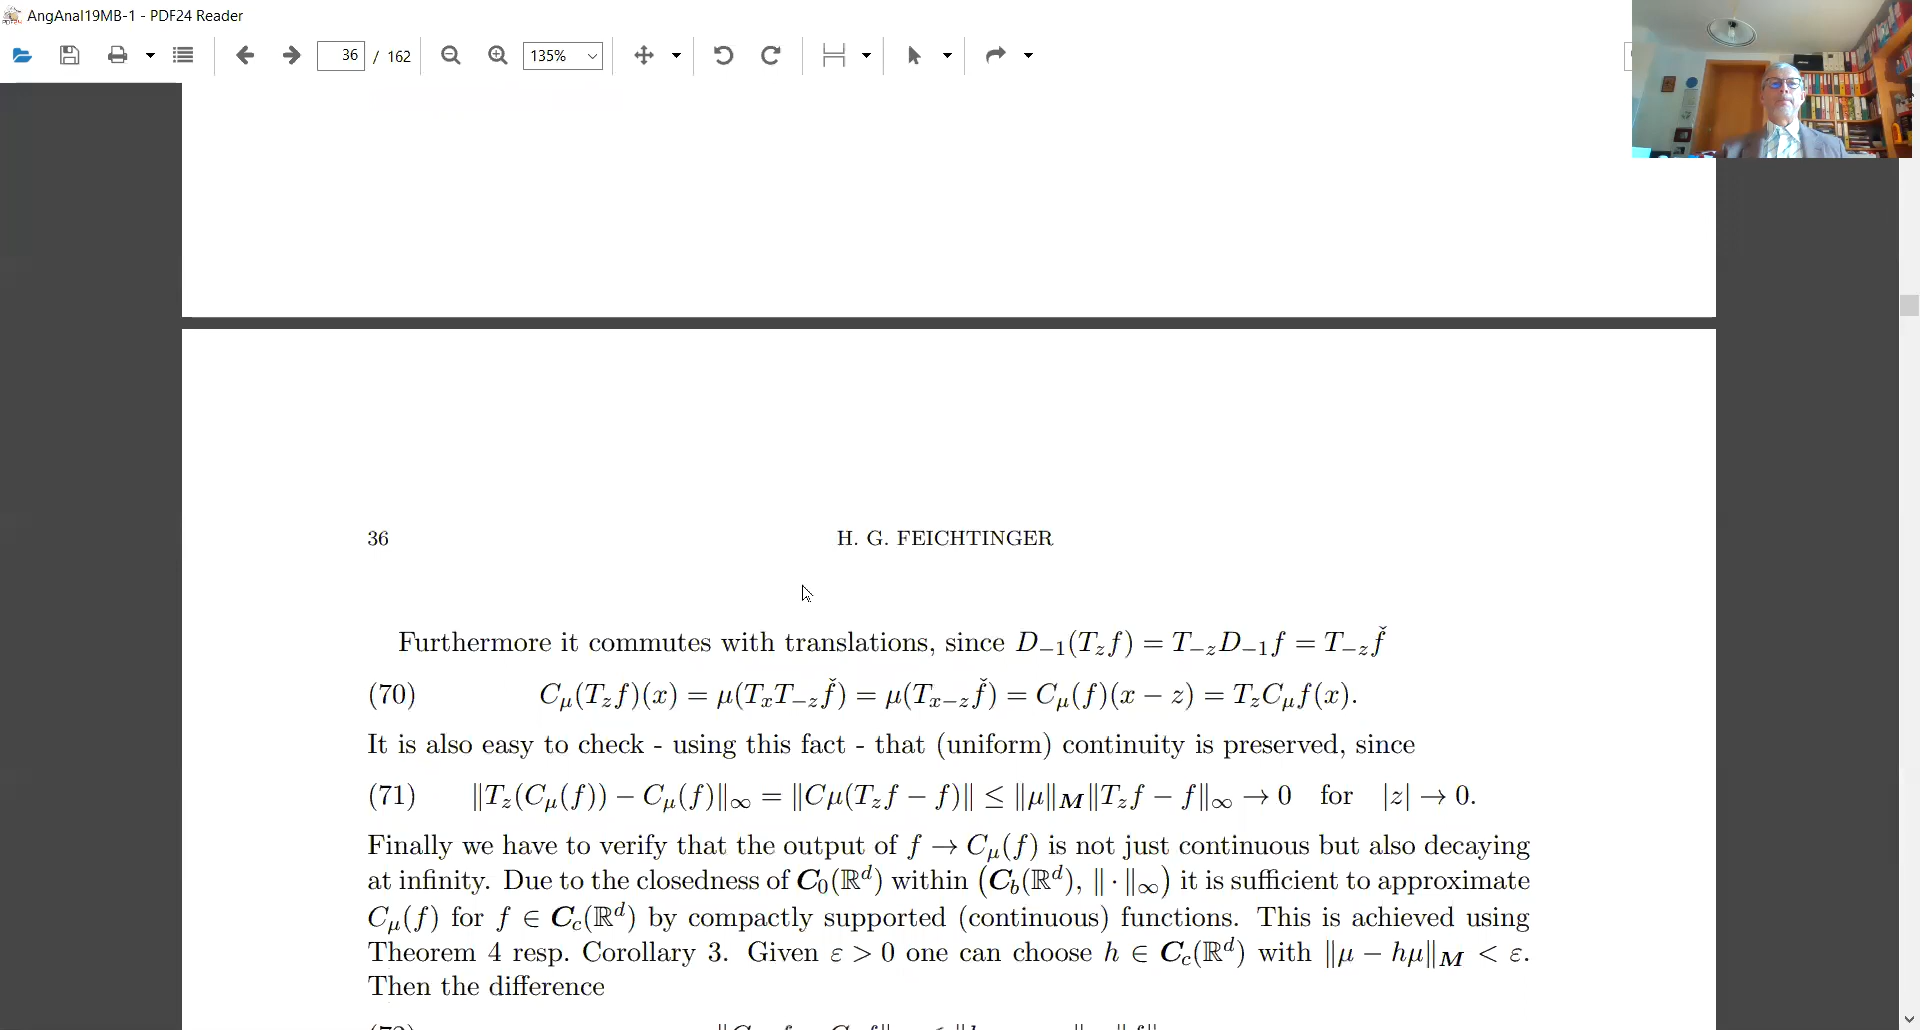 AngAnal19MB-1 - PDF24 Reader
36 / 162
135%
36 H. G. FEICHTINGER
Furthermore it commutes with translations, since D₋₁(T_z f) = T₋z D₋₁ f = T₋z f̌
(70) C_μ(T_z f)(x) = μ(T_x T₋z f̌) = μ(T_{x−z} f̌) = C_μ(f)(x − z) = T_z C_μ f(x).
It is also easy to check - using this fact - that (uniform) continuity is preserved, since
(71) ‖T_z(C_μ(f)) − C_μ(f)‖_∞ = ‖Cμ(T_z f − f)‖ ≤ ‖μ‖_M ‖T_z f − f‖_∞ → 0 for |z| → 0.
Finally we have to verify that the output of f → C_μ(f) is not just continuous but also decaying
at infinity. Due to the closedness of C₀(ℝᵈ) within (C_b(ℝᵈ), ‖·‖_∞) it is sufficient to approximate
C_μ(f) for f ∈ C_c(ℝᵈ) by compactly supported (continuous) functions. This is achieved using
Theorem 4 resp. Corollary 3. Given ε > 0 one can choose h ∈ C_c(ℝᵈ) with ‖μ − hμ‖_M < ε.
Then the difference